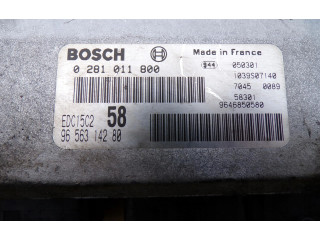 BOSCH
Made in France
0 281 011 800
050301
1039S07140
7045 0089
58301
9646850580
EDC15C2 58
96 563 142 80